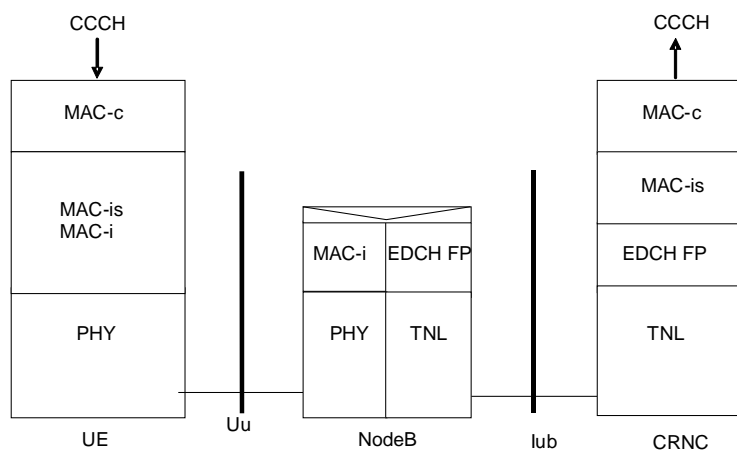 CCCH
CCCH
MAC-c
MAC-c
MAC-is
MAC-i
MAC-is
MAC-i
EDCH FP
EDCH FP
PHY
PHY
TNL
TNL
UE
Uu
NodeB
Iub
CRNC